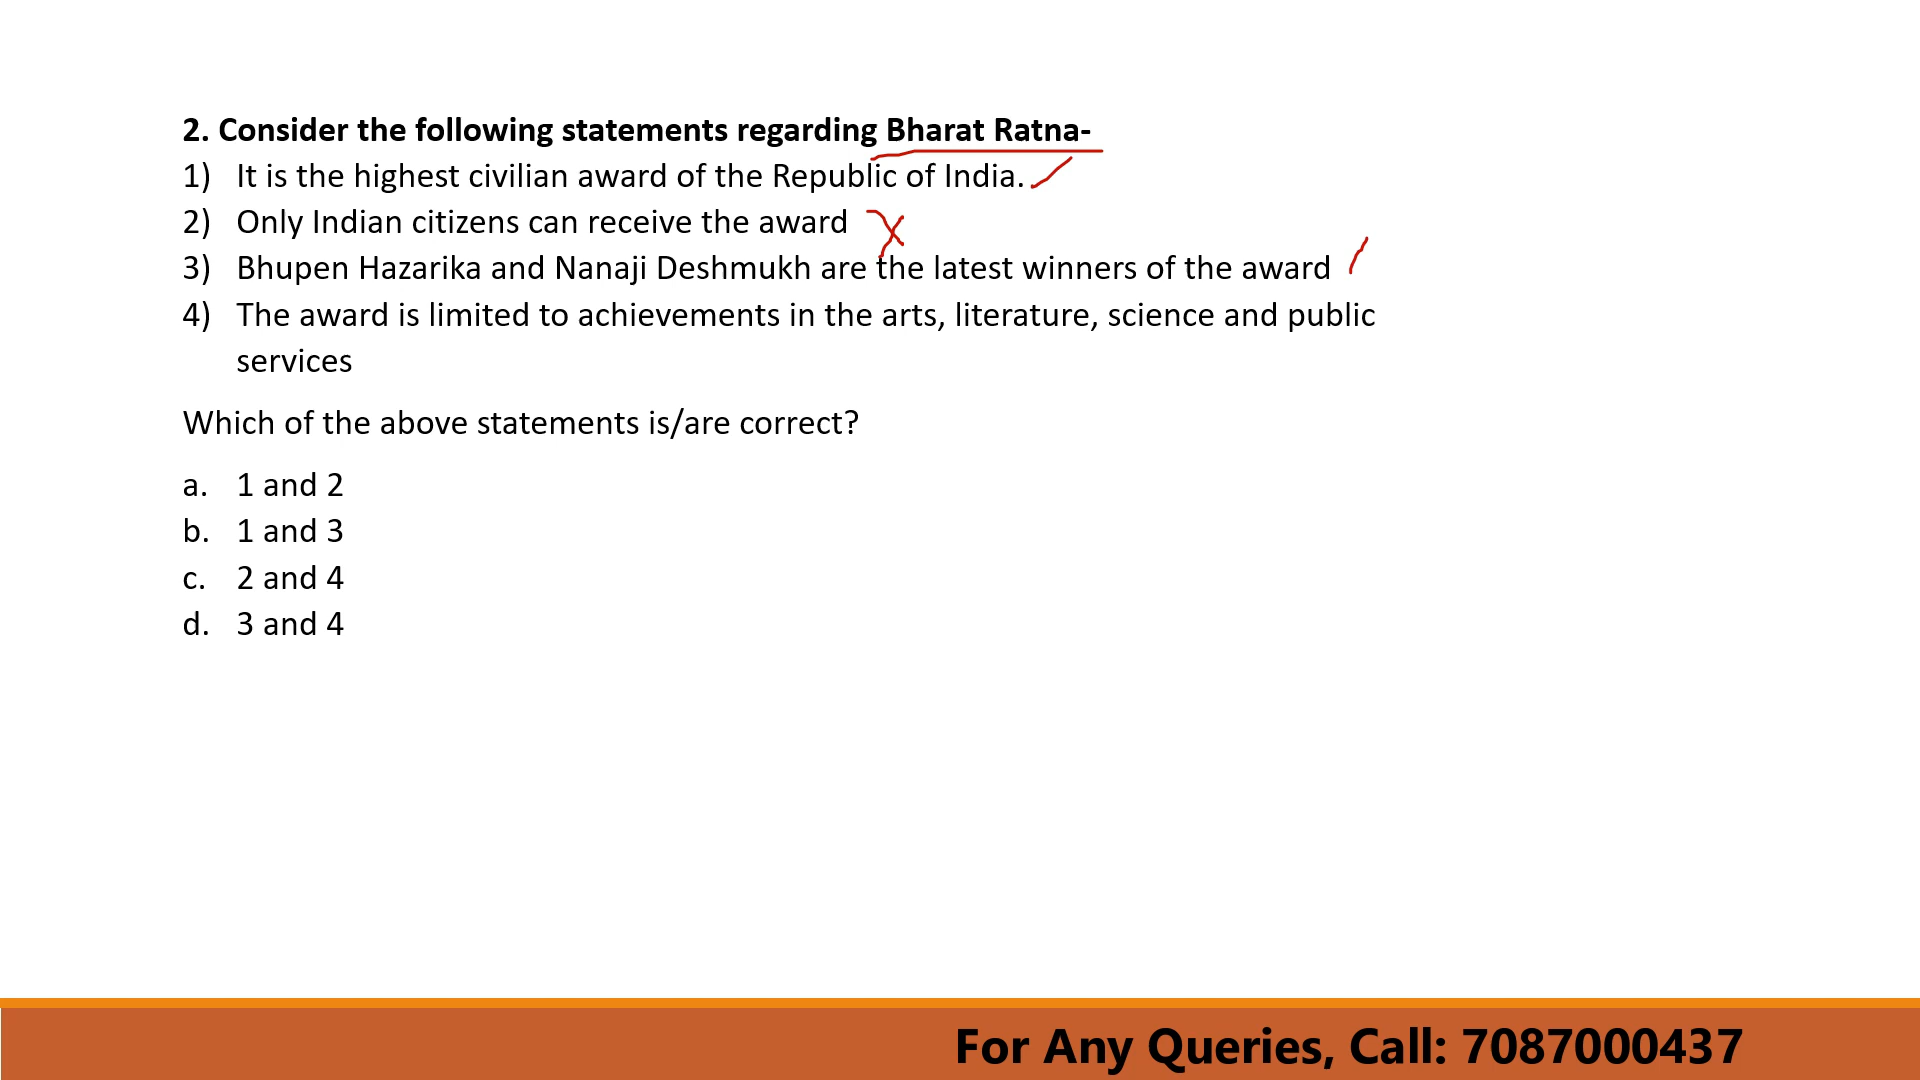 2. Consider the following statements regarding Bharat Ratna-
1) It is the highest civilian award of the Republic of India.
2) Only Indian citizens can receive the award
3) Bhupen Hazarika and Nanaji Deshmukh are the latest winners of the award
4) The award is limited to achievements in the arts, literature, science and public
services
Which of the above statements is/are correct?
a. 1 and 2
b. 1 and 3
c. 2 and 4
d. 3 and 4
For Any Queries, Call: 7087000437